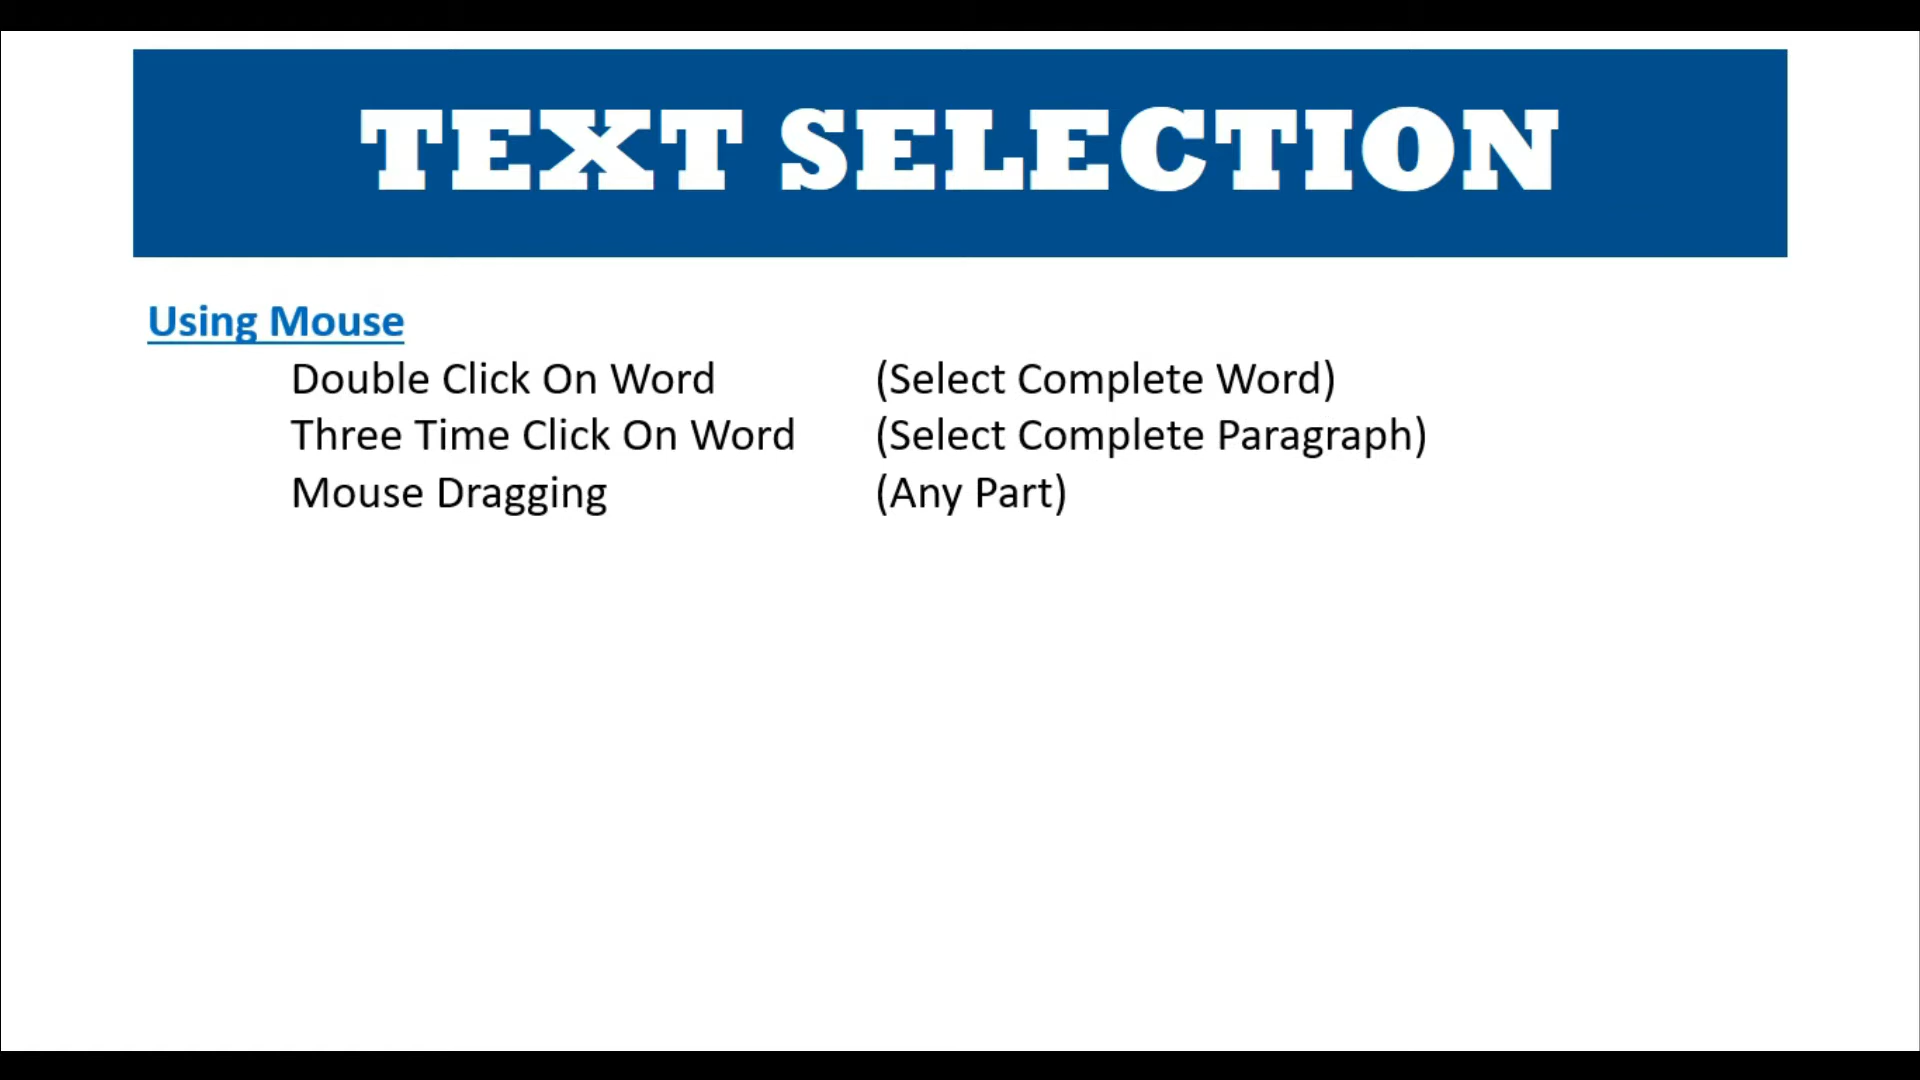 TEXT SELECTION
Using Mouse
Double Click On Word (Select Complete Word)
Three Time Click On Word (Select Complete Paragraph)
Mouse Dragging (Any Part)